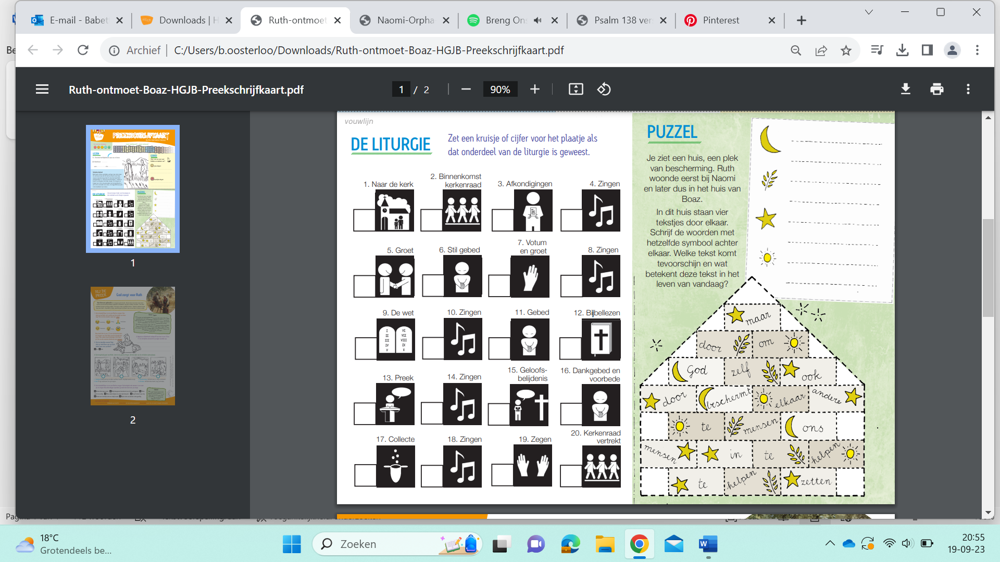 E-mail - Babet
Downloads | H
Ruth-ontmoet
Naomi-Orpha
Breng On
Psalm 138 ver
Pinterest
Archief
C:/Users/b.oosterloo/Downloads/Ruth-ontmoet-Boaz-HGJB-Preekschrijfkaart.pdf
Ruth-ontmoet-Boaz-HGJB-Preekschrijfkaart.pdf
1 / 2
90%
1
2
vouwlijn
DE LITURGIE
Zet een kruisje of cijfer voor het plaatje als
dat onderdeel van de liturgie is geweest.
1. Naar de kerk
2. Binnenkomst
kerkenraad
3. Afkondigingen
4. Zingen
5. Groet
6. Stil gebed
7. Votum
en groet
8. Zingen
9. De wet
10. Zingen
11. Gebed
12. Bijbellezen
13. Preek
14. Zingen
15. Geloofs-
belijdenis
16. Dankgebed en
voorbede
17. Collecte
18. Zingen
19. Zegen
20. Kerkenraad
vertrekt
PUZZEL
Je ziet een huis, een plek
van bescherming. Ruth
woonde eerst bij Naomi
en later dus in het huis van
Boaz.
In dit huis staan vier
tekstjes door elkaar.
Schrijf de woorden met
hetzelfde symbool achter
elkaar. Welke tekst komt
tevoorschijn en wat
betekent deze tekst in het
leven van vandaag?
maar
door om
God zelf ook
door beschermt elkaar andere
te mensen ons
mensen in te helpen
te helpen zetten
18°C
Grotendeels be...
Zoeken
20:55
19-09-23